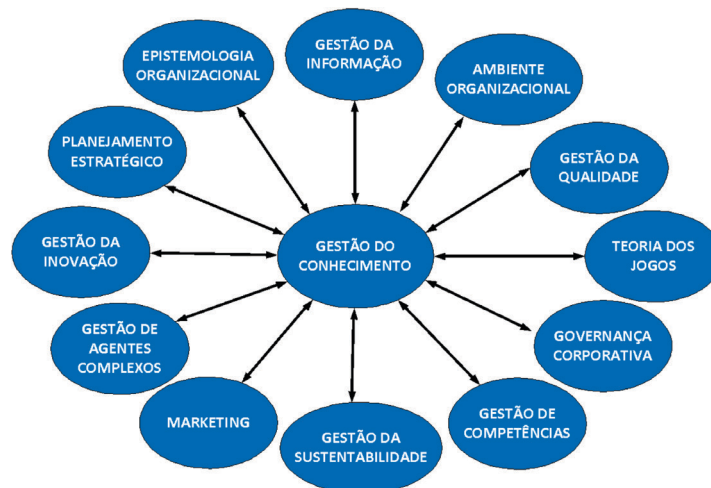 GESTÃO DA
INFORMAÇÃO
EPISTEMOLOGIA
ORGANIZACIONAL
AMBIENTE
ORGANIZACIONAL
PLANEJAMENTO
ESTRATÉGICO
GESTÃO DA
QUALIDADE
GESTÃO DA
INOVAÇÃO
GESTÃO DO
CONHECIMENTO
TEORIA DOS
JOGOS
GESTÃO DE
AGENTES
COMPLEXOS
GOVERNANÇA
CORPORATIVA
MARKETING
GESTÃO DA
SUSTENTABILIDADE
GESTÃO DE
COMPETÊNCIAS